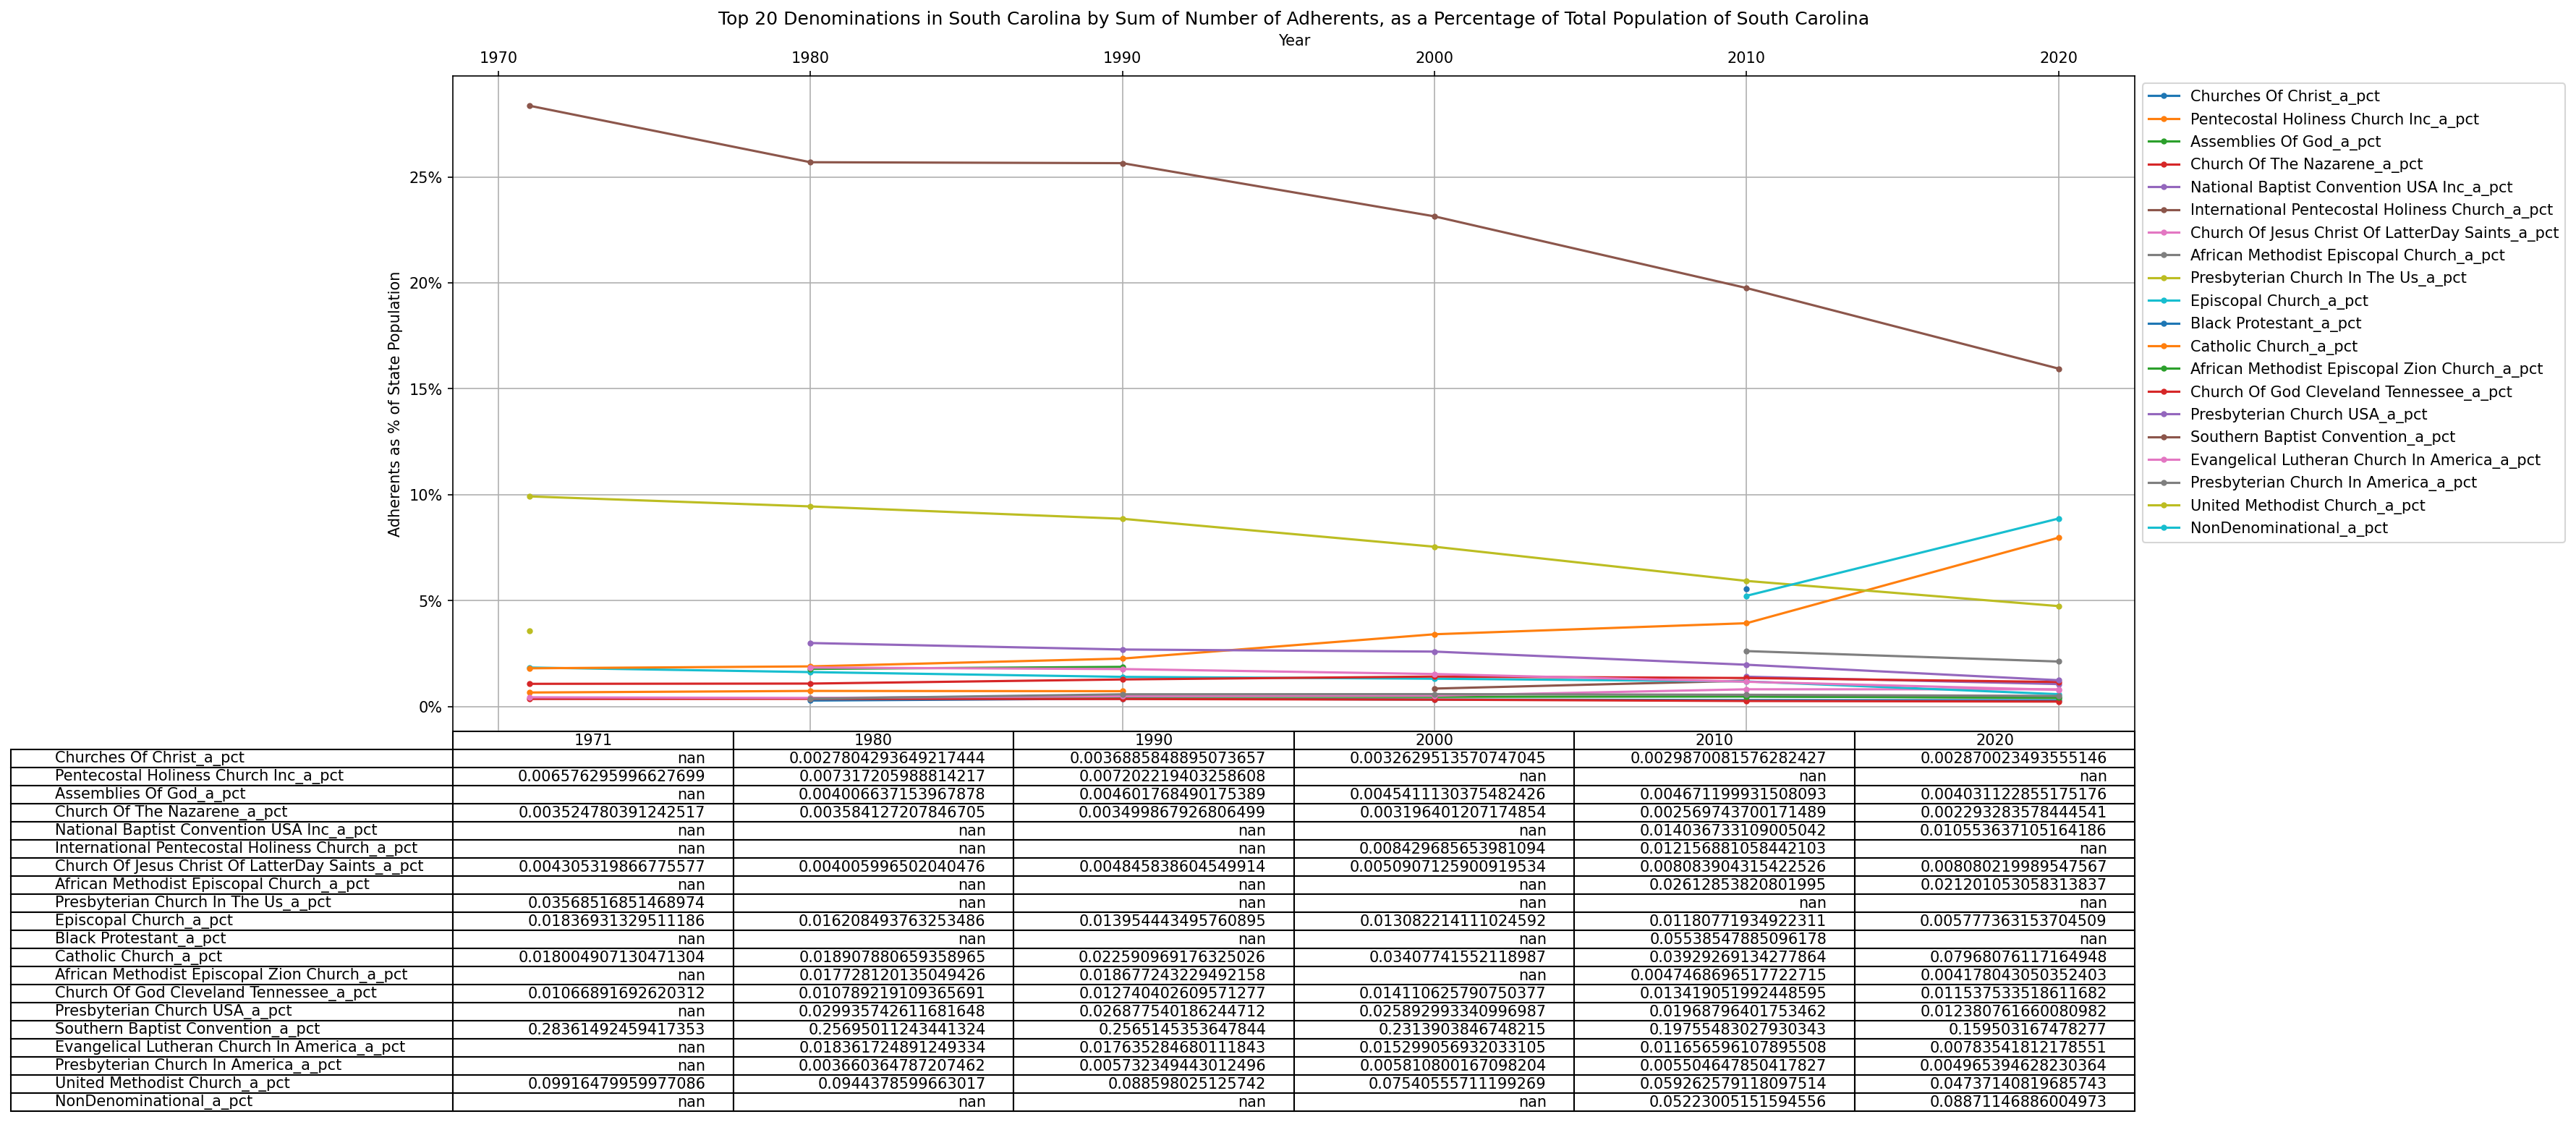 Top 20 Denominations in South Carolina by Sum of Number of Adherents, as a Percentage of Total Population of South Carolina
Year
1970 1980 1990 2000 2010 2020
Adherents as % of State Population
25%
20%
15%
10%
5%
0%
Churches Of Christ_a_pct
Pentecostal Holiness Church Inc_a_pct
Assemblies Of God_a_pct
Church Of The Nazarene_a_pct
National Baptist Convention USA Inc_a_pct
International Pentecostal Holiness Church_a_pct
Church Of Jesus Christ Of LatterDay Saints_a_pct
African Methodist Episcopal Church_a_pct
Presbyterian Church In The Us_a_pct
Episcopal Church_a_pct
Black Protestant_a_pct
Catholic Church_a_pct
African Methodist Episcopal Zion Church_a_pct
Church Of God Cleveland Tennessee_a_pct
Presbyterian Church USA_a_pct
Southern Baptist Convention_a_pct
Evangelical Lutheran Church In America_a_pct
Presbyterian Church In America_a_pct
United Methodist Church_a_pct
NonDenominational_a_pct
1971 1980 1990 2000 2010 2020
Churches Of Christ_a_pct nan 0.0027804293649217444 0.0036885848895073657 0.0032629513570747045 0.0029870081576282427 0.002870023493555146
Pentecostal Holiness Church Inc_a_pct 0.006576295996627699 0.007317205988814217 0.007202219403258608 nan nan nan
Assemblies Of God_a_pct nan 0.004006637153967878 0.004601768490175389 0.0045411130375482426 0.004671199931508093 0.004031122855175176
Church Of The Nazarene_a_pct 0.003524780391242517 0.003584127207846705 0.003499867926806499 0.003196401207174854 0.002569743700171489 0.0022932835784445​41
National Baptist Convention USA Inc_a_pct nan nan nan nan 0.014036733109005042 0.010553637105164186
International Pentecostal Holiness Church_a_pct nan nan nan 0.008429685653981094 0.012156881058442103 nan
Church Of Jesus Christ Of LatterDay Saints_a_pct 0.004305319866775577 0.004005996502040476 0.004845838604549914 0.0050907125900919534 0.008083904315422526 0.008080219989547567
African Methodist Episcopal Church_a_pct nan nan nan nan 0.02612853820801995 0.021201053058313837
Presbyterian Church In The Us_a_pct 0.03568516851468974 nan nan nan nan nan
Episcopal Church_a_pct 0.01836931329511186 0.016208493763253486 0.013954443495760895 0.013082214111024592 0.01180771934922311 0.005777363153704509
Black Protestant_a_pct nan nan nan nan 0.05538547885096178 nan
Catholic Church_a_pct 0.018004907130471304 0.018907880659358965 0.022590969176325026 0.03407741552118987 0.03929269134277864 0.07968076117164948
African Methodist Episcopal Zion Church_a_pct nan 0.017728120135049426 0.018677243229492158 nan 0.0047468696517722715 0.004178043050352403
Church Of God Cleveland Tennessee_a_pct 0.01066891692620312 0.010789219109365691 0.012740402609571277 0.014110625790750377 0.013419051992448595 0.011537533518611682
Presbyterian Church USA_a_pct nan 0.029935742611681648 0.026877540186244712 0.025892993340996987 0.01968796401753462 0.012380761660080982
Southern Baptist Convention_a_pct 0.28361492459417353 0.25695011243441324 0.2565145353647844 0.2313903846748215 0.19755483027930343 0.159503167478277
Evangelical Lutheran Church In America_a_pct nan 0.018361724891249334 0.017635284680111843 0.015299056932033105 0.011656596107895508 0.00783541812178551
Presbyterian Church In America_a_pct nan 0.003660364787207462 0.005732349443012496 0.005810800167098204 0.005504647850417827 0.004965394628230364
United Methodist Church_a_pct 0.09916479959977086 0.0944378599663017 0.088598025125742 0.07540555711199269 0.059262579118097514 0.04737140819685743
NonDenominational_a_pct nan nan nan nan 0.05223005151594556 0.08871146886004973